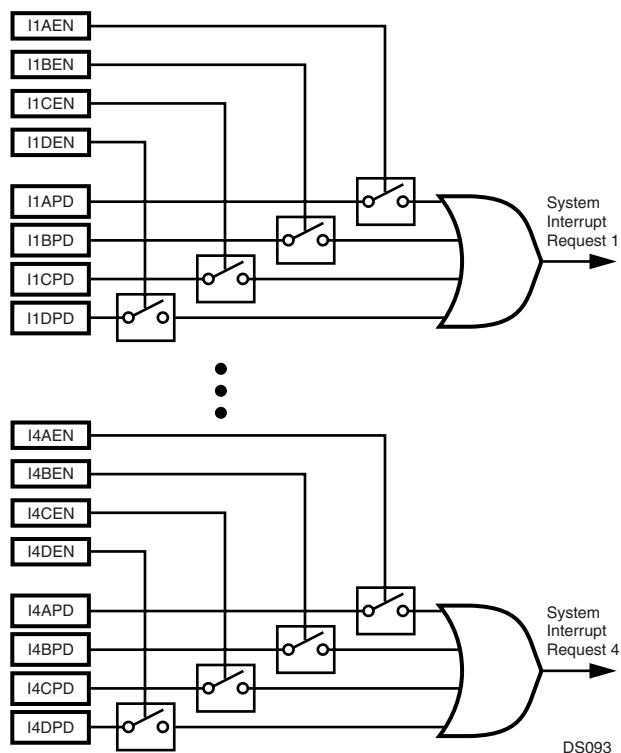 I1AEN
I1BEN
I1CEN
I1DEN
I1APD
I1BPD
I1CPD
I1DPD
System
Interrupt
Request 1
I4AEN
I4BEN
I4CEN
I4DEN
I4APD
I4BPD
I4CPD
I4DPD
System
Interrupt
Request 4
DS093